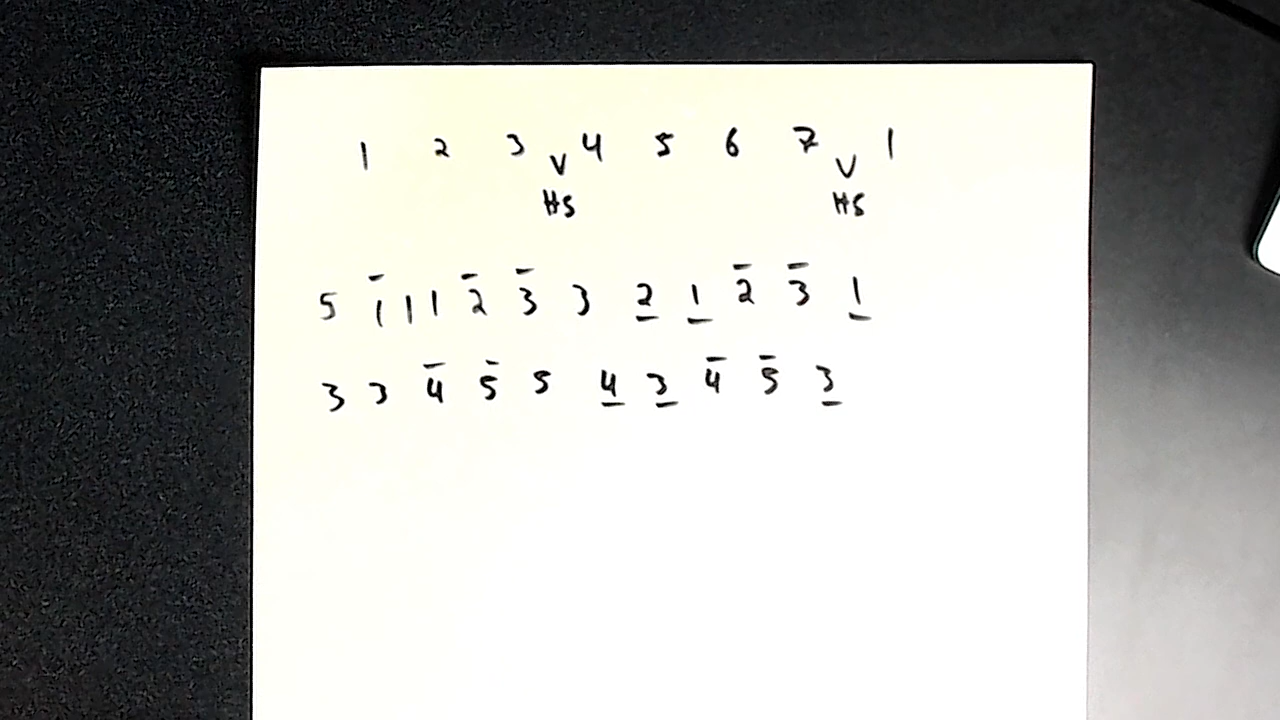 1 2 3 v 4 5 6 7 v 1
HS HS
5 1̅ 1 1 2̅ 3̅ 3 2̲ 1̲ 2̅ 3̅ 1̲
3 3 4̅ 5̅ 5 4̲ 3̲ 4̅ 5̅ 3̲